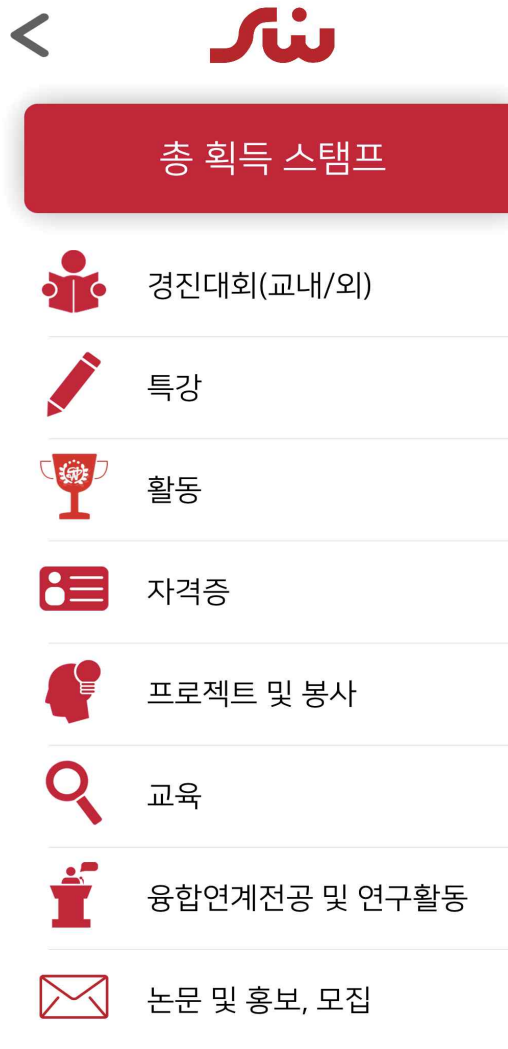 SW
총 획득 스탬프
경진대회(교내/외)
특강
활동
자격증
프로젝트 및 봉사
교육
융합연계전공 및 연구활동
논문 및 홍보, 모집